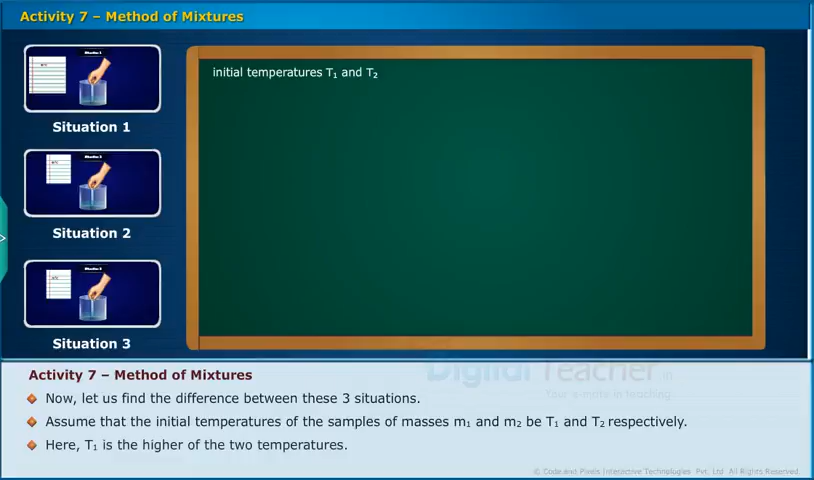 Activity 7 – Method of Mixtures
initial temperatures T₁ and T₂
Situation 1
Situation 2
Situation 3
Activity 7 – Method of Mixtures
Now, let us find the difference between these 3 situations.
Assume that the initial temperatures of the samples of masses m₁ and m₂ be T₁ and T₂ respectively.
Here, T₁ is the higher of the two temperatures.
Digital Teacher.in
© Code and Pixels Interactive Technologies Pvt. Ltd. All Rights Reserved.